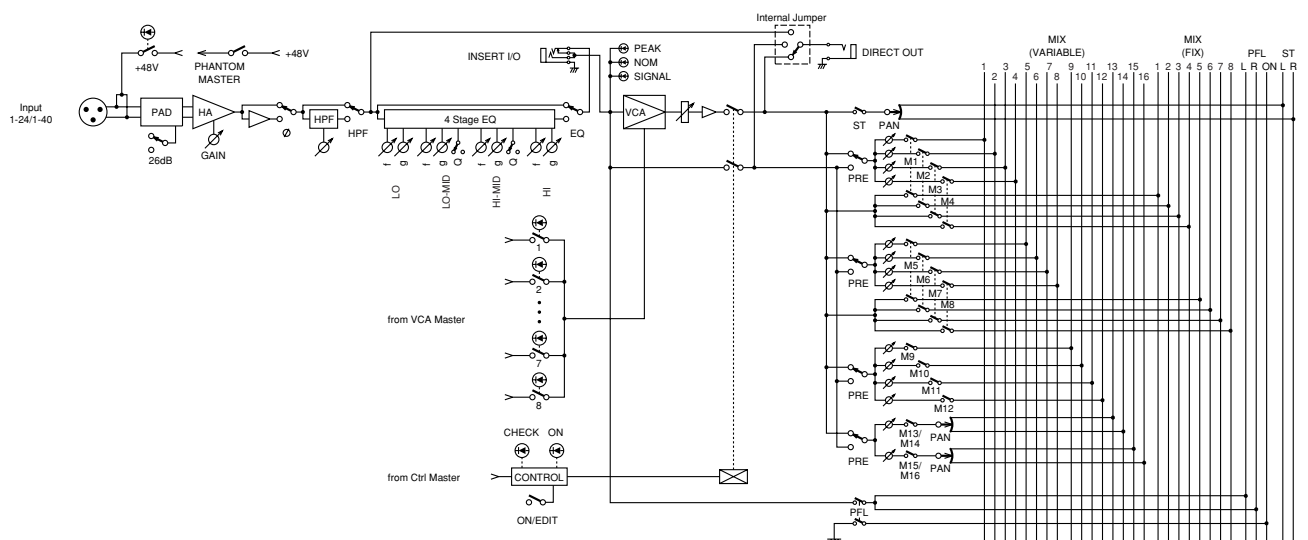 Internal Jumper
MIX
(VARIABLE)
MIX
(FIX)
PFL
ST
L R ON L R
1 2 3 4 5 6 7 8 9 10 11 12 13 14 15 16
1 2 3 4 5 6 7 8
INSERT I/O
PEAK
NOM
SIGNAL
DIRECT OUT
+48V
PHANTOM
MASTER
+48V
Input
1-24/1-40
PAD
HA
26dB
GAIN
Ø
HPF
HPF
4 Stage EQ
EQ
VCA
ST
PAN
f g f g Q f g Q f g
LO
LO-MID
HI-MID
HI
PRE
M1
M2
M3
M4
PRE
M5
M6
M7
M8
PRE
M9
M10
M11
M12
PRE
M13/
M14
PAN
PRE
M15/
M16
PAN
1
2
from VCA Master
7
8
CHECK
ON
from Ctrl Master
CONTROL
ON/EDIT
PFL